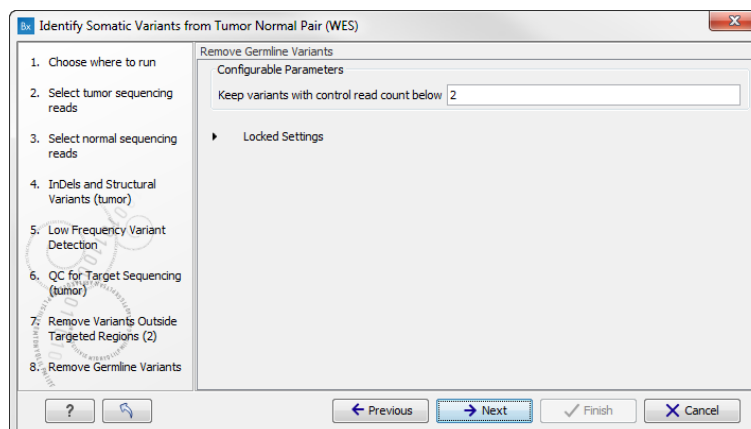 Bx Identify Somatic Variants from Tumor Normal Pair (WES) X
1. Choose where to run
2. Select tumor sequencing
reads
3. Select normal sequencing
reads
4. InDels and Structural
Variants (tumor)
5. Low Frequency Variant
Detection
6. QC for Target Sequencing
(tumor)
7. Remove Variants Outside
Targeted Regions (2)
8. Remove Germline Variants
Remove Germline Variants
Configurable Parameters
Keep variants with control read count below 2
Locked Settings
? Previous Next Finish Cancel